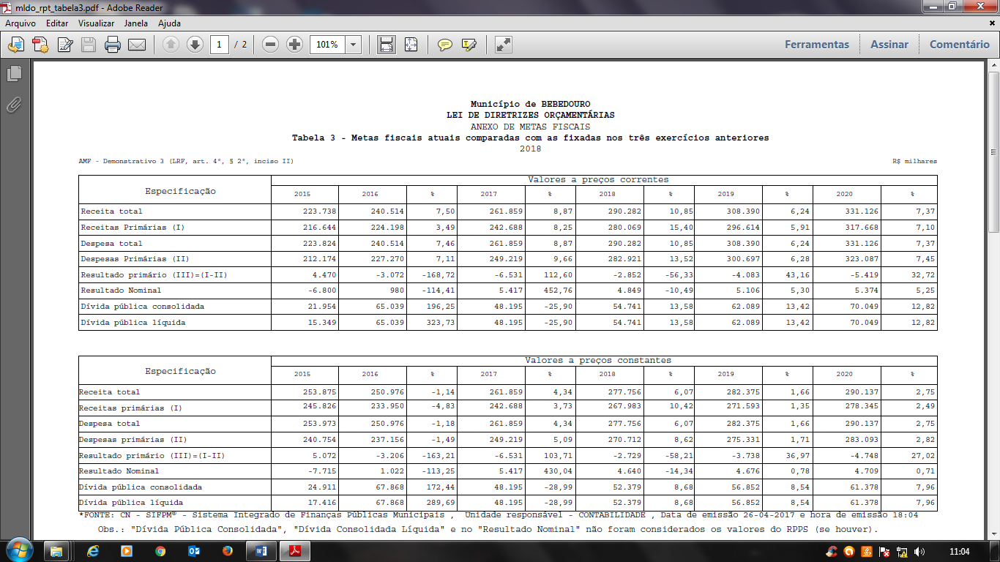 mldo_rpt_tabela3.pdf - Adobe Reader
Arquivo Editar Visualizar Janela Ajuda
1 / 2 101% Ferramentas Assinar Comentário
Município de BEBEDOURO
LEI DE DIRETRIZES ORÇAMENTÁRIAS
ANEXO DE METAS FISCAIS
Tabela 3 - Metas fiscais atuais comparadas com as fixadas nos três exercícios anteriores
2018
AMF - Demonstrativo 3 (LRF, art. 4º, § 2º, inciso II) R$ milhares
Especificação Valores a preços correntes
2015 2016 % 2017 % 2018 % 2019 % 2020 %
Receita total 223.738 240.514 7,50 261.859 8,87 290.282 10,85 308.390 6,24 331.126 7,37
Receitas Primárias (I) 216.644 224.198 3,49 242.688 8,25 280.069 15,40 296.614 5,91 317.668 7,10
Despesa total 223.824 240.514 7,46 261.859 8,87 290.282 10,85 308.390 6,24 331.126 7,37
Despesas Primárias (II) 212.174 227.270 7,11 249.219 9,66 282.921 13,52 300.697 6,28 323.087 7,45
Resultado primário (III)=(I-II) 4.470 -3.072 -168,72 -6.531 112,60 -2.852 -56,33 -4.083 43,16 -5.419 32,72
Resultado Nominal -6.800 980 -114,41 5.417 452,76 4.849 -10,49 5.106 5,30 5.374 5,25
Dívida pública consolidada 21.954 65.039 196,25 48.195 -25,90 54.741 13,58 62.089 13,42 70.049 12,82
Dívida pública líquida 15.349 65.039 323,73 48.195 -25,90 54.741 13,58 62.089 13,42 70.049 12,82
Especificação Valores a preços constantes
2015 2016 % 2017 % 2018 % 2019 % 2020 %
Receita total 253.875 250.976 -1,14 261.859 4,34 277.756 6,07 282.375 1,66 290.137 2,75
Receitas primárias (I) 245.826 233.950 -4,83 242.688 3,73 267.983 10,42 271.593 1,35 278.345 2,49
Despesa total 253.973 250.976 -1,18 261.859 4,34 277.756 6,07 282.375 1,66 290.137 2,75
Despesas primárias (II) 240.754 237.156 -1,49 249.219 5,09 270.712 8,62 275.331 1,71 283.093 2,82
Resultado primário (III)=(I-II) 5.072 -3.206 -163,21 -6.531 103,71 -2.729 -58,21 -3.738 36,97 -4.748 27,02
Resultado Nominal -7.715 1.022 -113,25 5.417 430,04 4.640 -14,34 4.676 0,78 4.709 0,71
Dívida pública consolidada 24.911 67.868 172,44 48.195 -28,99 52.379 8,68 56.852 8,54 61.378 7,96
Dívida pública líquida 17.416 67.868 289,69 48.195 -28,99 52.379 8,68 56.852 8,54 61.378 7,96
*FONTE: CN - SIFPM® - Sistema Integrado de Finanças Públicas Municipais , Unidade responsável - CONTABILIDADE , Data de emissão 26-04-2017 e hora de emissão 18:04
Obs.: "Dívida Pública Consolidada", "Dívida Consolidada Líquida" e no "Resultado Nominal" não foram considerados os valores do RPPS (se houver).
11:04